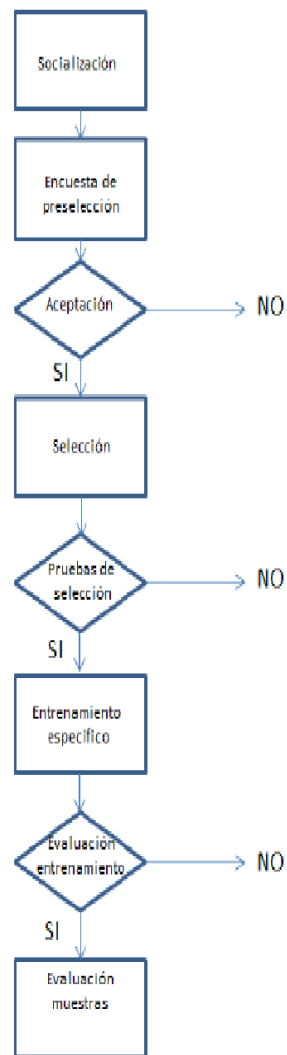 Socialización
Encuesta de
preselección
Aceptación
NO
SI
Selección
Pruebas de
selección
NO
SI
Entrenamiento
específico
Evaluación
entrenamiento
NO
SI
Evaluación
muestras